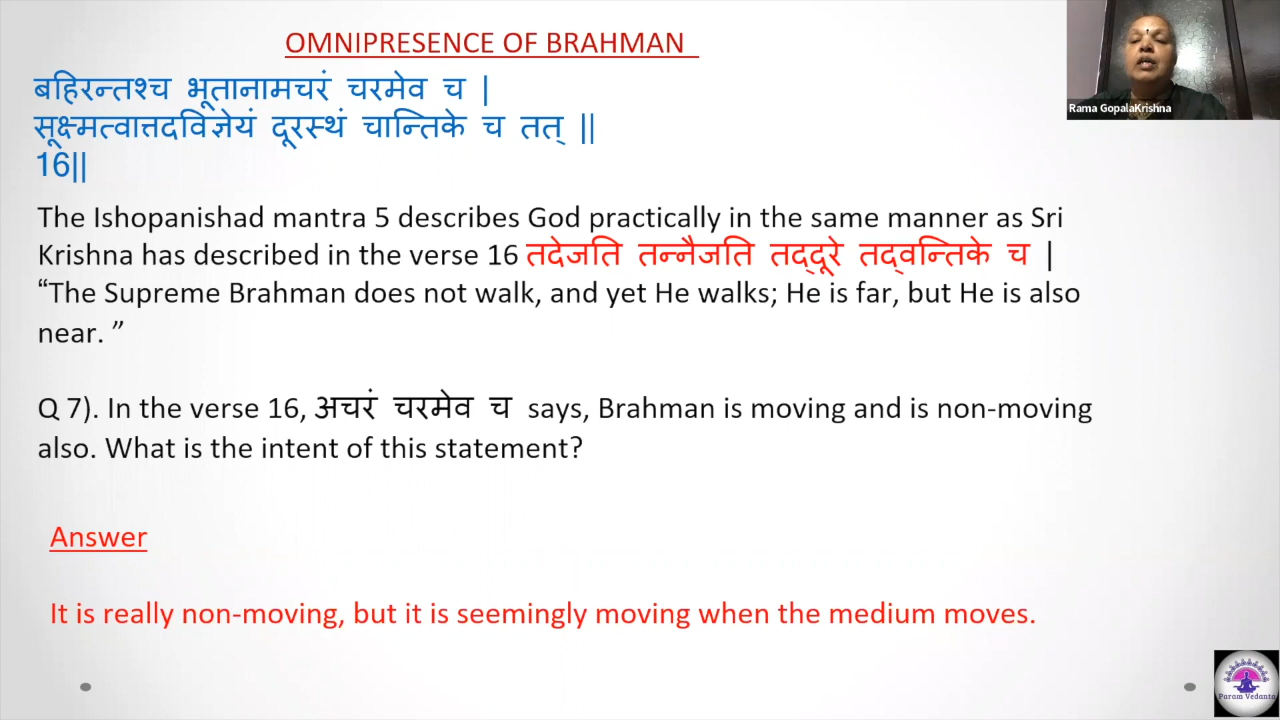 OMNIPRESENCE OF BRAHMAN
बहिरन्तश्च भूतानामचरं चरमेव च |
सूक्ष्मत्वात्तदविज्ञेयं दूरस्थं चान्तिके च तत् ||
16||
Rama GopalaKrishna
The Ishopanishad mantra 5 describes God practically in the same manner as Sri
Krishna has described in the verse 16 तदेजति तन्नैजति तद्दूरे तद्वन्तिके च |
“The Supreme Brahman does not walk, and yet He walks; He is far, but He is also
near. ”
Q 7). In the verse 16, अचरं चरमेव च says, Brahman is moving and is non-moving
also. What is the intent of this statement?
Answer
It is really non-moving, but it is seemingly moving when the medium moves.
Param Vedanta